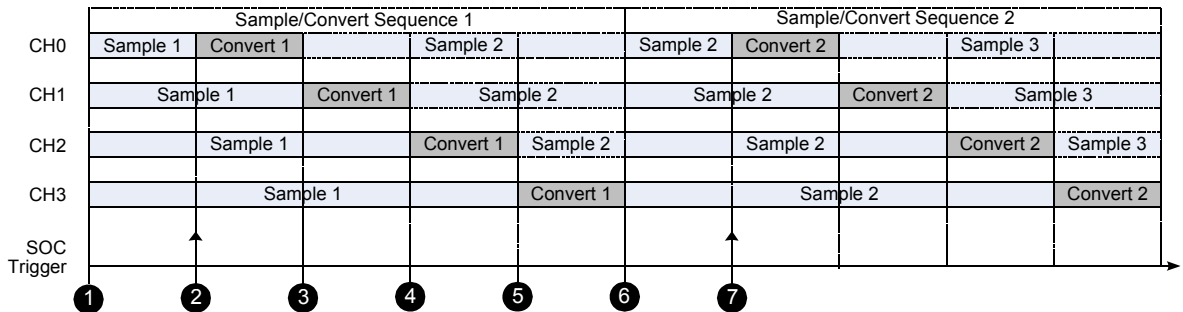 Sample/Convert Sequence 1 Sample/Convert Sequence 2
CH0 Sample 1 Convert 1 Sample 2 Sample 2 Convert 2 Sample 3
CH1 Sample 1 Convert 1 Sample 2 Sample 2 Convert 2 Sample 3
CH2 Sample 1 Convert 1 Sample 2 Sample 2 Convert 2 Sample 3
CH3 Sample 1 Convert 1 Sample 2 Convert 2
SOC
Trigger
1 2 3 4 5 6 7